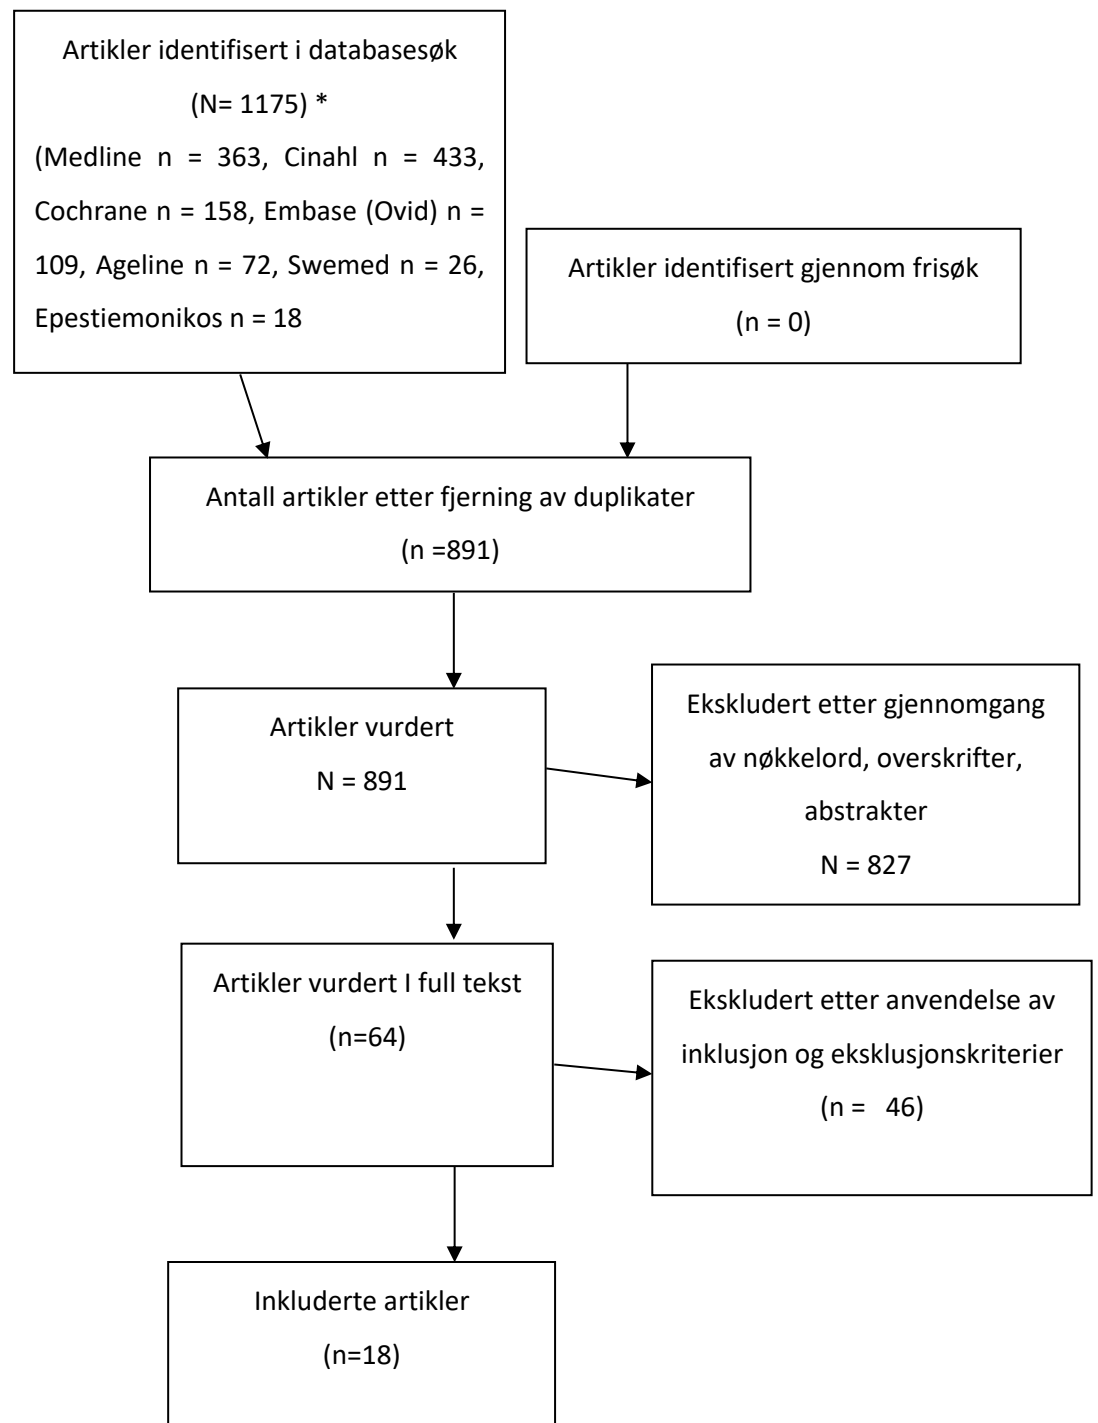 Artikler identifisert i databasesøk
(N= 1175) *
(Medline n = 363, Cinahl n = 433,
Cochrane n = 158, Embase (Ovid) n =
109, Ageline n = 72, Swemed n = 26,
Epestiemonikos n = 18
Artikler identifisert gjennom frisøk
(n = 0)
Antall artikler etter fjerning av duplikater
(n =891)
Artikler vurdert
N = 891
Ekskludert etter gjennomgang
av nøkkelord, overskrifter,
abstrakter
N = 827
Artikler vurdert I full tekst
(n=64)
Ekskludert etter anvendelse av
inklusjon og eksklusjonskriterier
(n = 46)
Inkluderte artikler
(n=18)